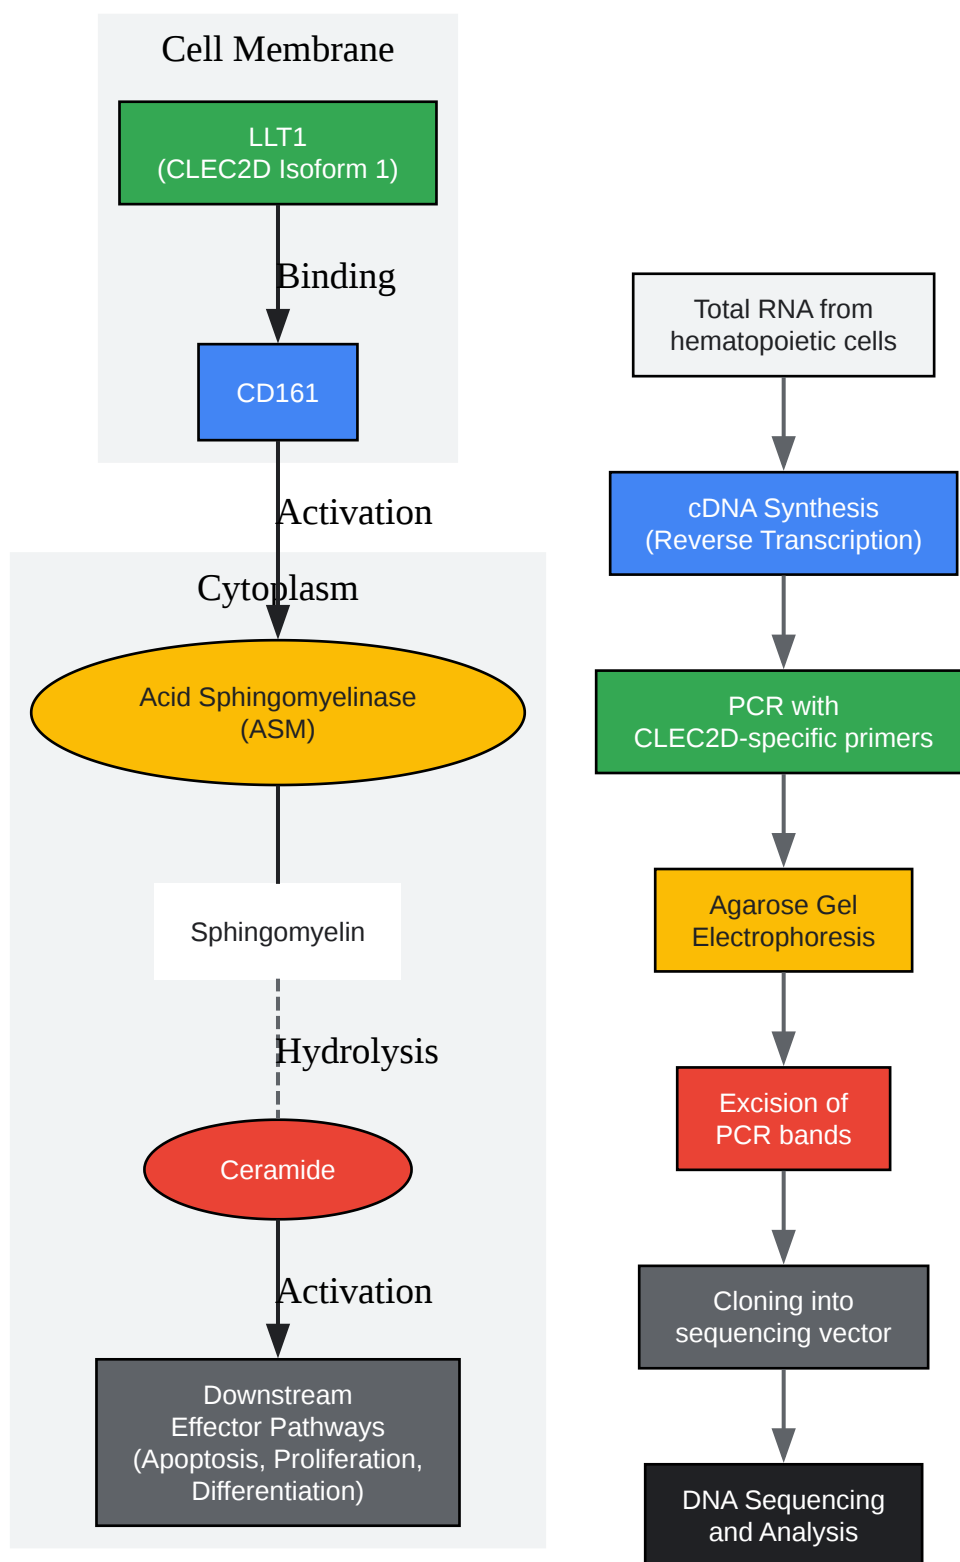 Cell Membrane
LLT1
(CLEC2D Isoform 1)
Binding
CD161
Activation
Cytoplasm
Acid Sphingomyelinase
(ASM)
Sphingomyelin
Hydrolysis
Ceramide
Activation
Downstream
Effector Pathways
(Apoptosis, Proliferation,
Differentiation)
Total RNA from
hematopoietic cells
cDNA Synthesis
(Reverse Transcription)
PCR with
CLEC2D-specific primers
Agarose Gel
Electrophoresis
Excision of
PCR bands
Cloning into
sequencing vector
DNA Sequencing
and Analysis